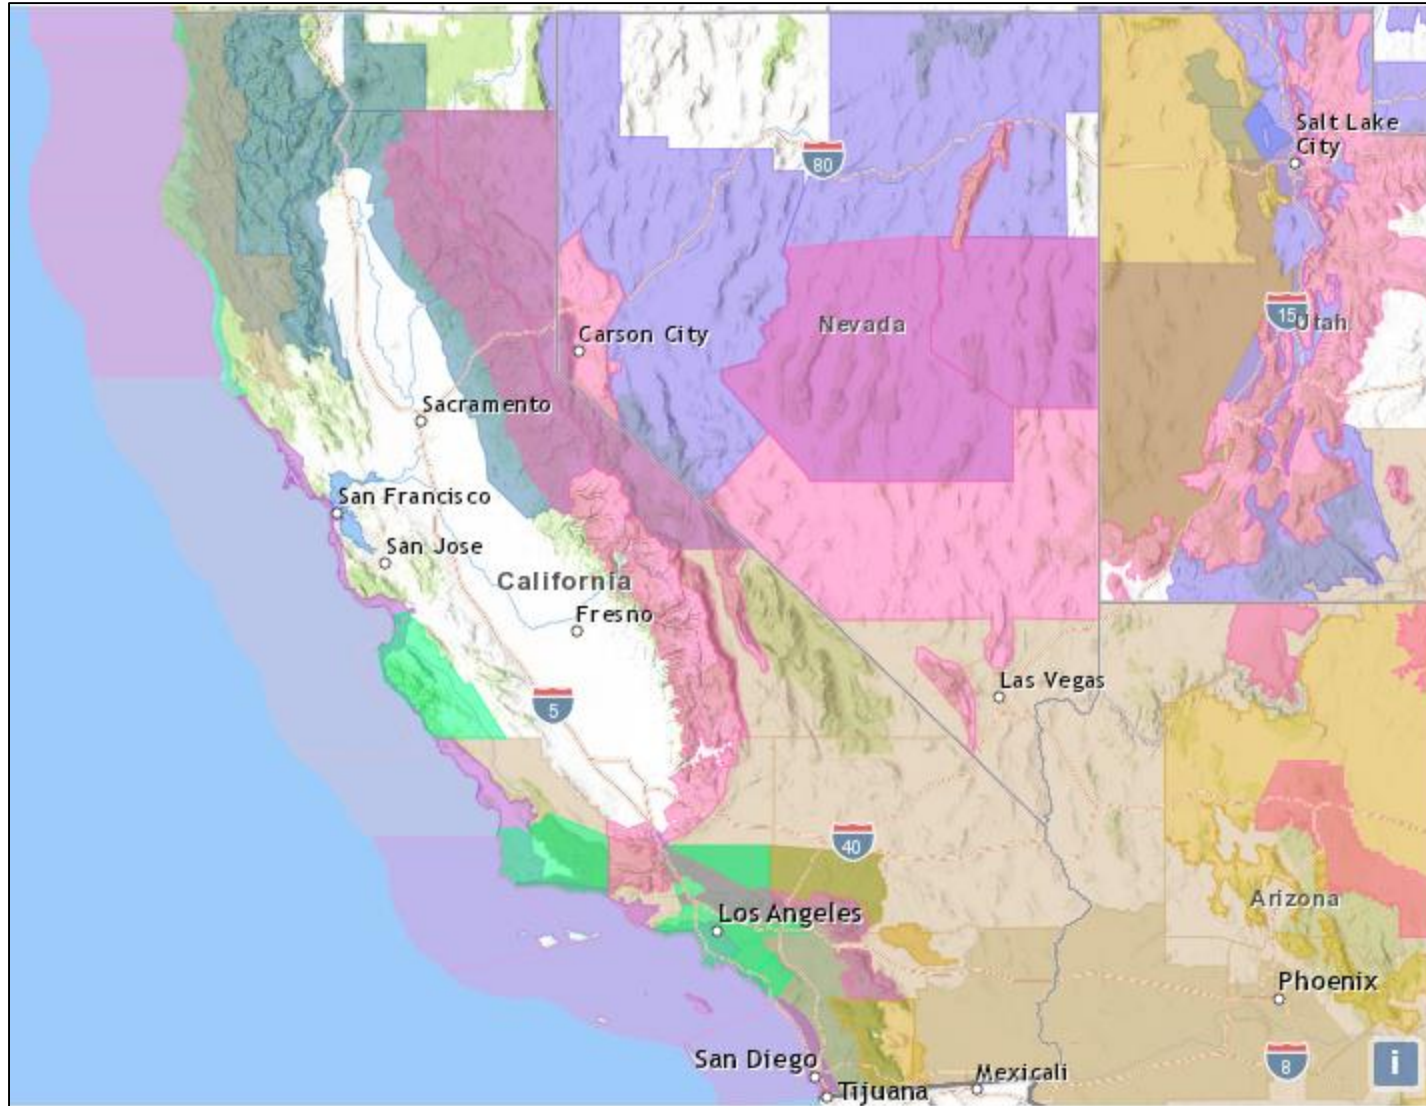 Salt Lake
City
80
15
Utah
Nevada
Carson City
Sacramento
San Francisco
San Jose
California
Fresno
Las Vegas
5
40
Arizona
Los Angeles
Phoenix
San Diego
8
i
Mexicali
Tijuana